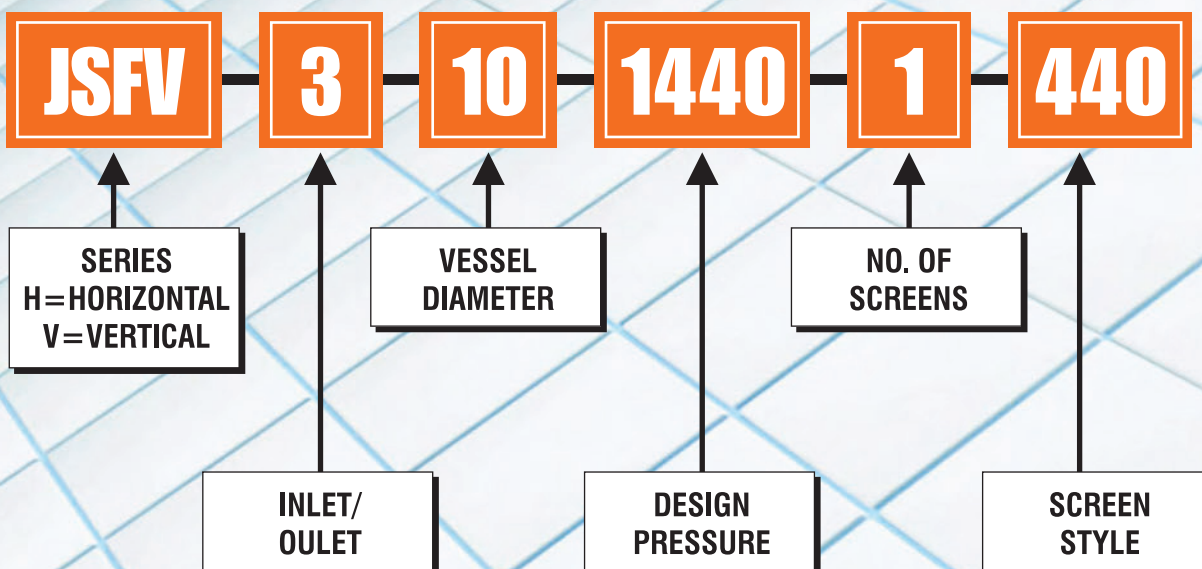 JSFV-3-10-1440-1-440
SERIES
H=HORIZONTAL
V=VERTICAL
VESSEL
DIAMETER
NO. OF
SCREENS
INLET/
OULET
DESIGN
PRESSURE
SCREEN
STYLE